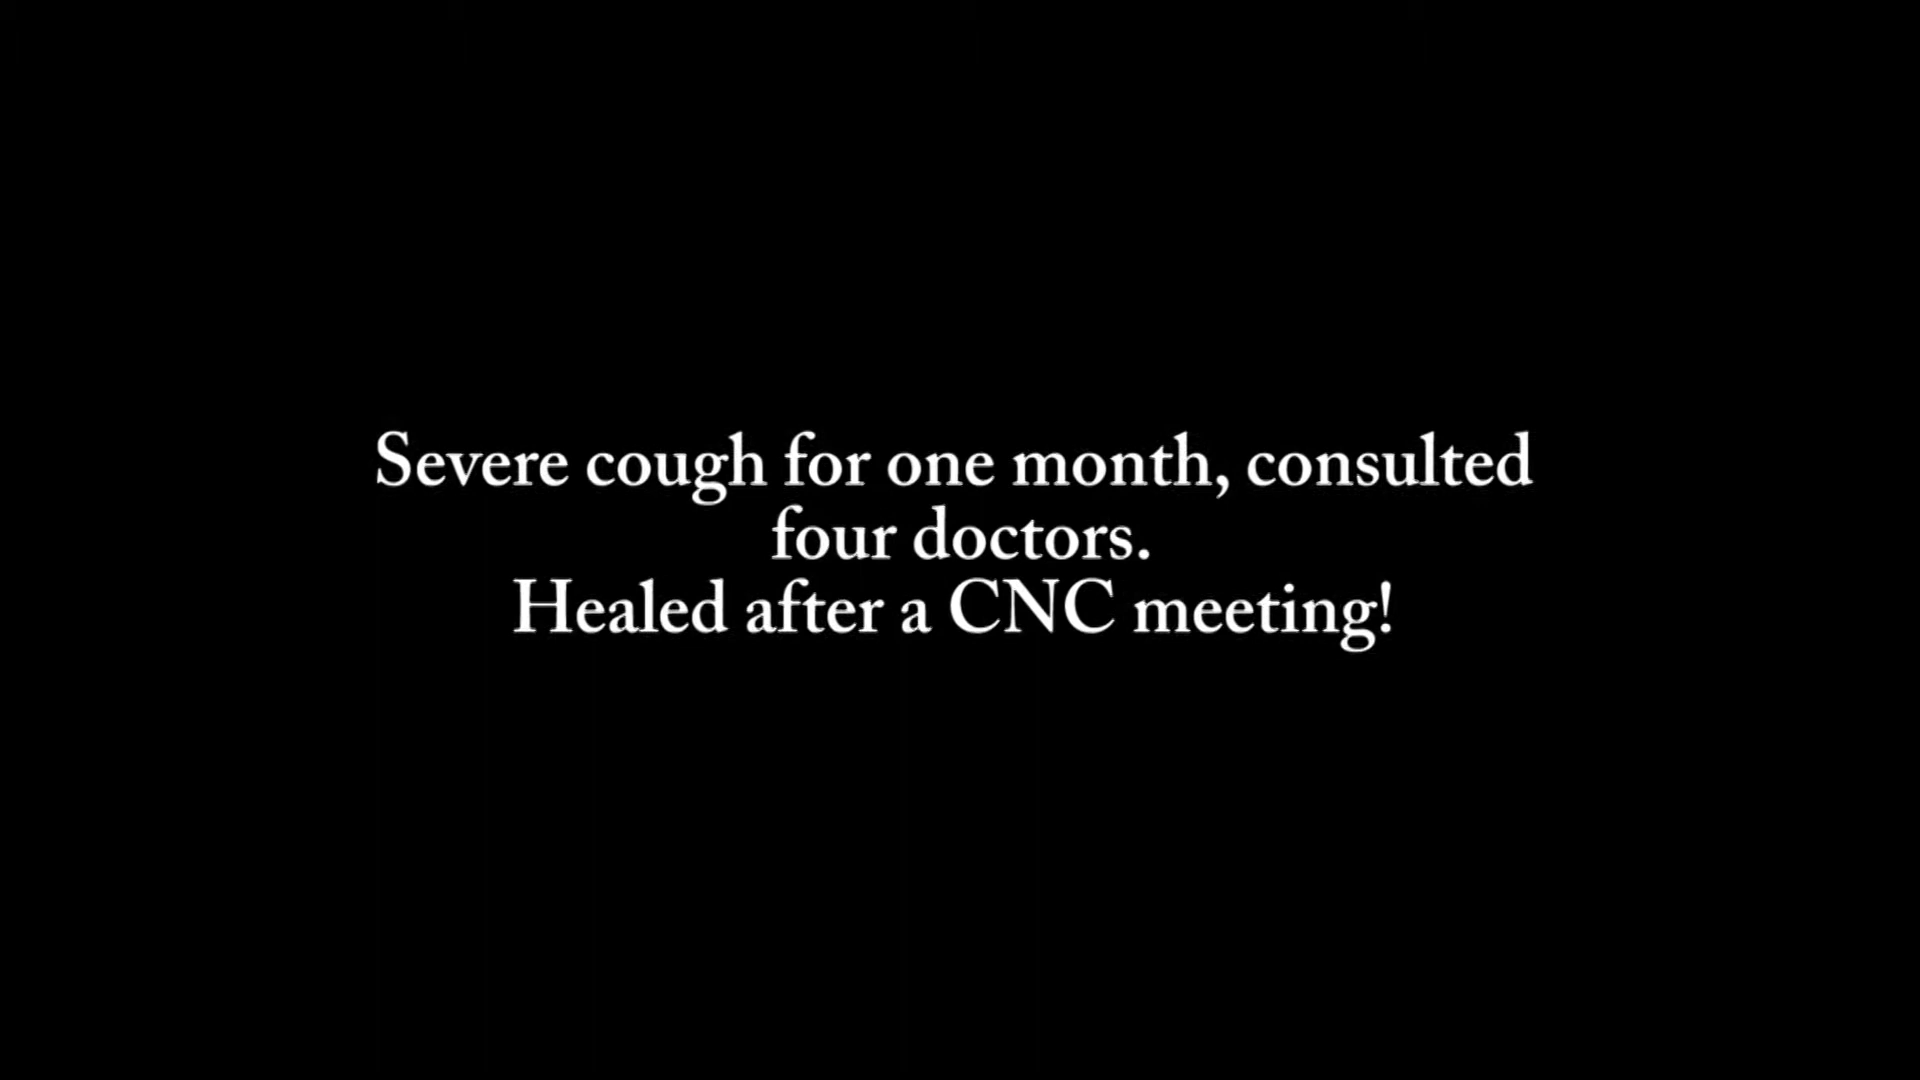 Severe cough for one month, consulted
four doctors.
Healed after a CNC meeting!